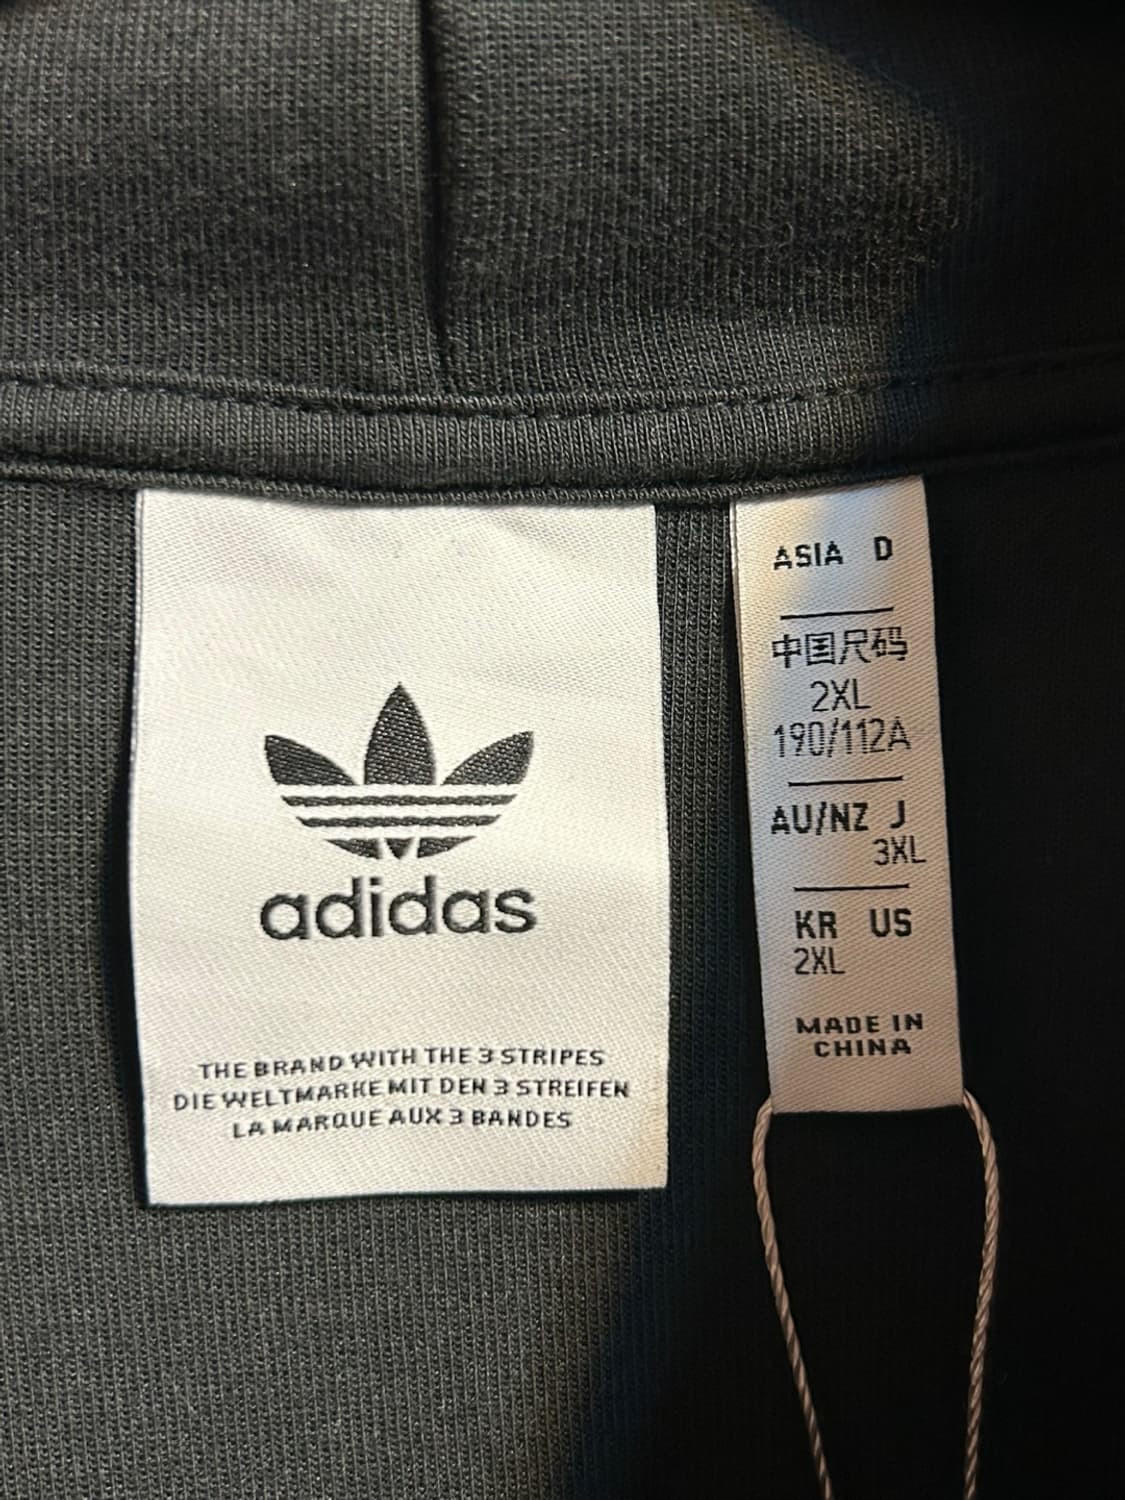 adidas
THE BRAND WITH THE 3 STRIPES
DIE WELTMARKE MIT DEN 3 STREIFEN
LA MARQUE AUX 3 BANDES
ASIA D
中国尺码
2XL
190/112A
AU/NZ J
3XL
KR US
2XL
MADE IN
CHINA